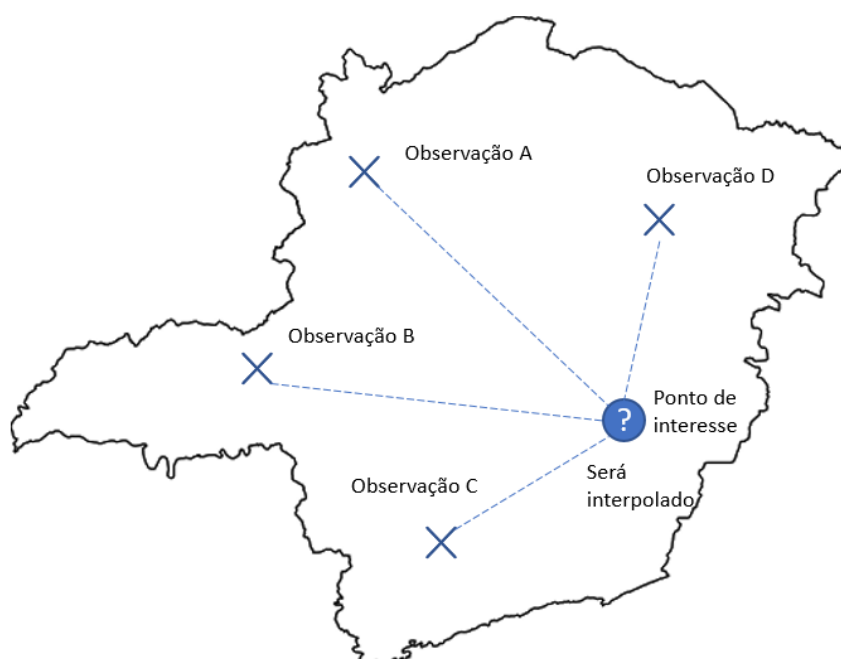 Observação A
Observação D
Observação B
?
Ponto de
interesse
Será
interpolado
Observação C